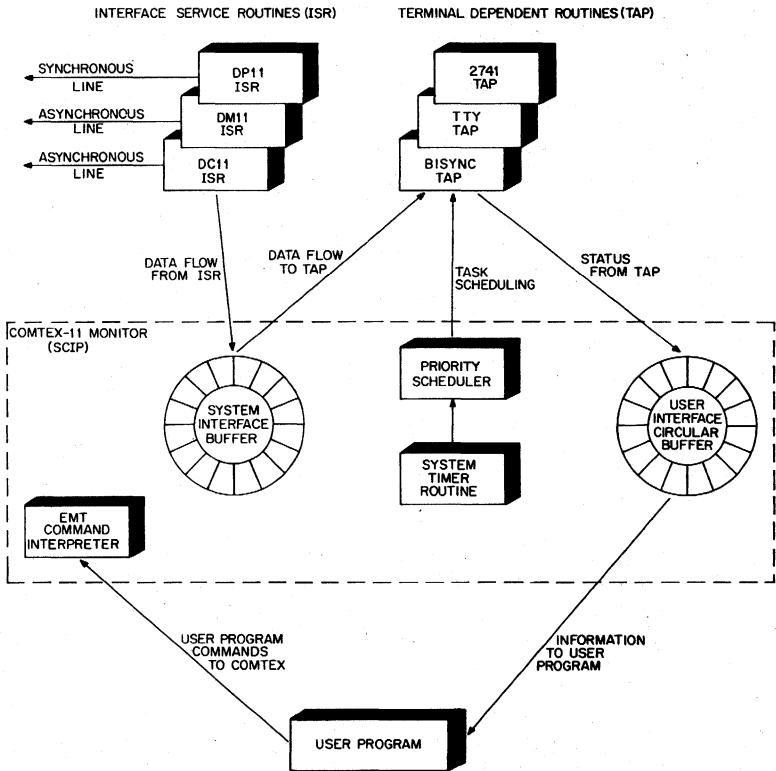 INTERFACE SERVICE ROUTINES (ISR)
TERMINAL DEPENDENT ROUTINES (TAP)
SYNCHRONOUS
LINE
DP11
ISR
ASYNCHRONOUS
LINE
DM11
ISR
ASYNCHRONOUS
LINE
DC11
ISR
2741
TAP
TTY
TAP
BISYNC
TAP
DATA FLOW
FROM ISR
DATA FLOW
TO TAP
TASK
SCHEDULING
STATUS
FROM TAP
COMTEX-11 MONITOR
(SCIP)
SYSTEM
INTERFACE
BUFFER
PRIORITY
SCHEDULER
USER
INTERFACE
CIRCULAR
BUFFER
SYSTEM
TIMER
ROUTINE
EMT
COMMAND
INTERPRETER
USER PROGRAM
COMMANDS
TO COMTEX
INFORMATION
TO USER
PROGRAM
USER PROGRAM